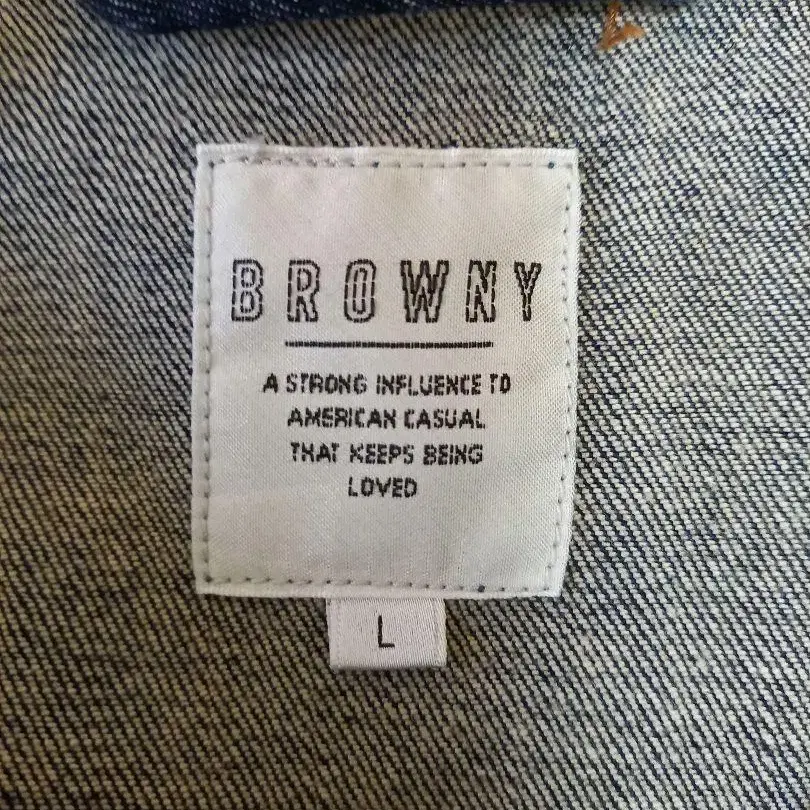 BROWNY
A STRONG INFLUENCE TO
AMERICAN CASUAL
THAT KEEPS BEING
LOVED
L